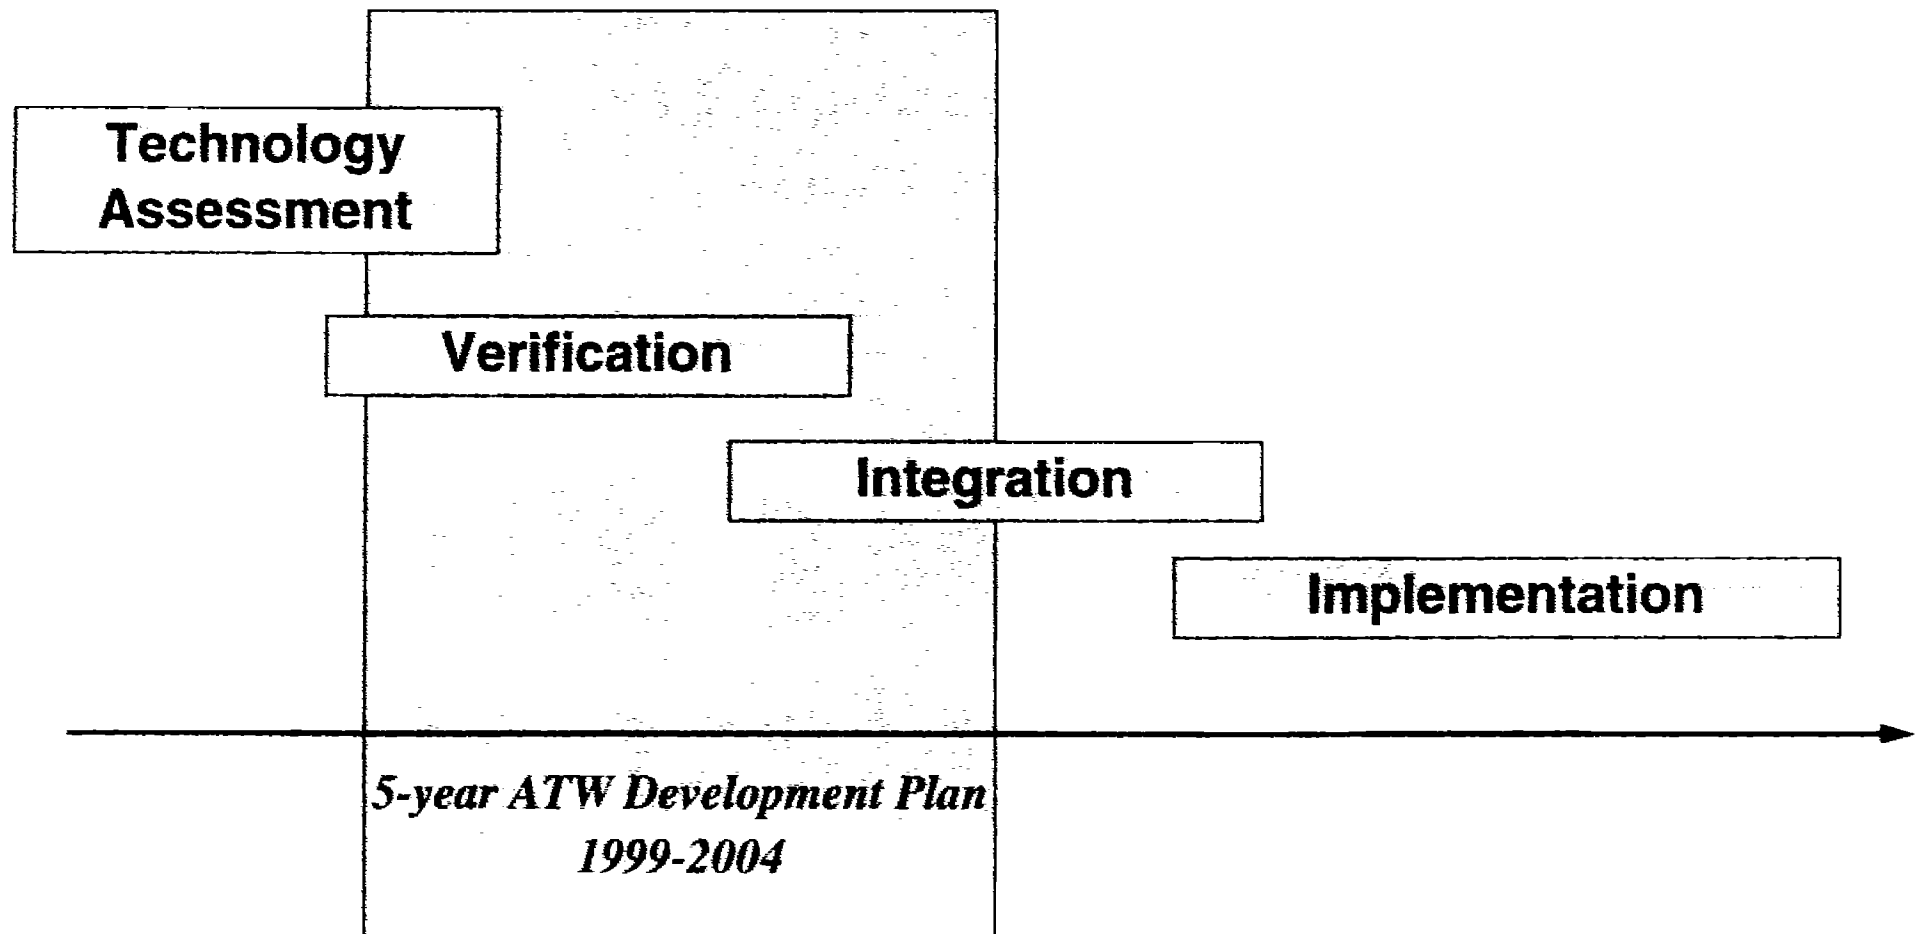 Technology
Assessment
Verification
Integration
Implementation
5-year ATW Development Plan
1999-2004